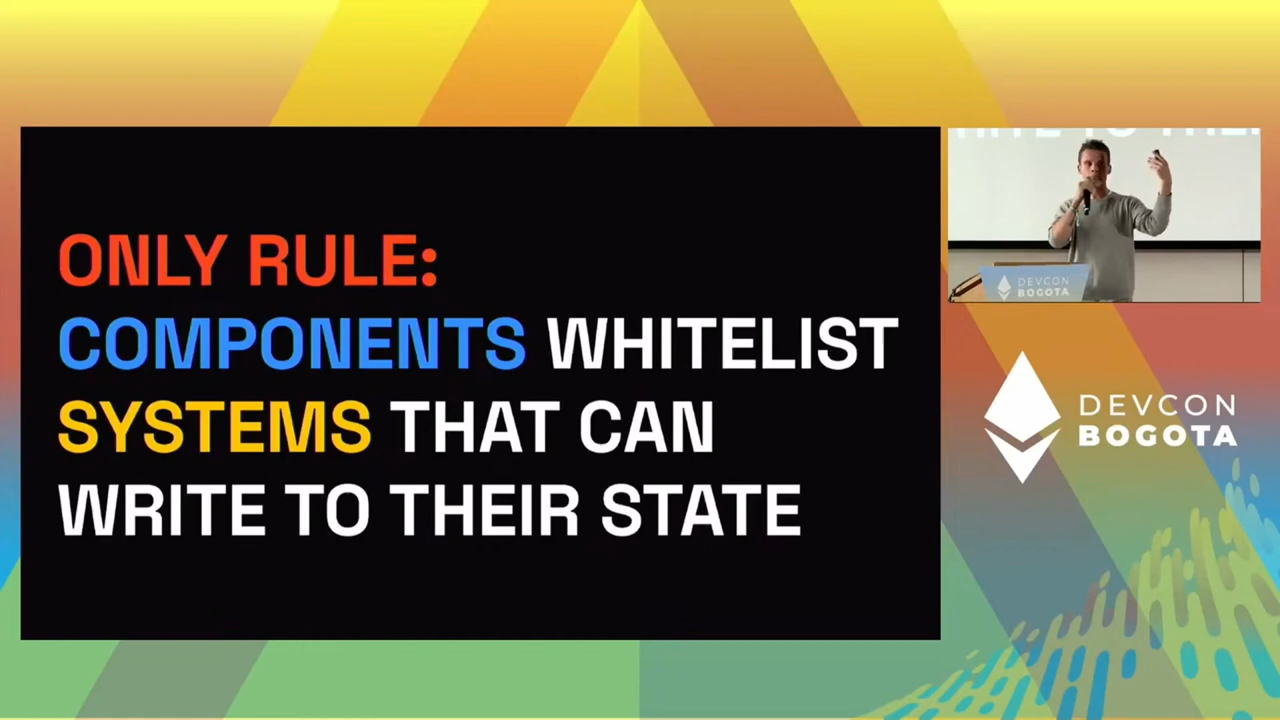 ONLY RULE:
COMPONENTS WHITELIST
SYSTEMS THAT CAN
WRITE TO THEIR STATE
DEVCON
BOGOTA
DEVCON
BOGOTA